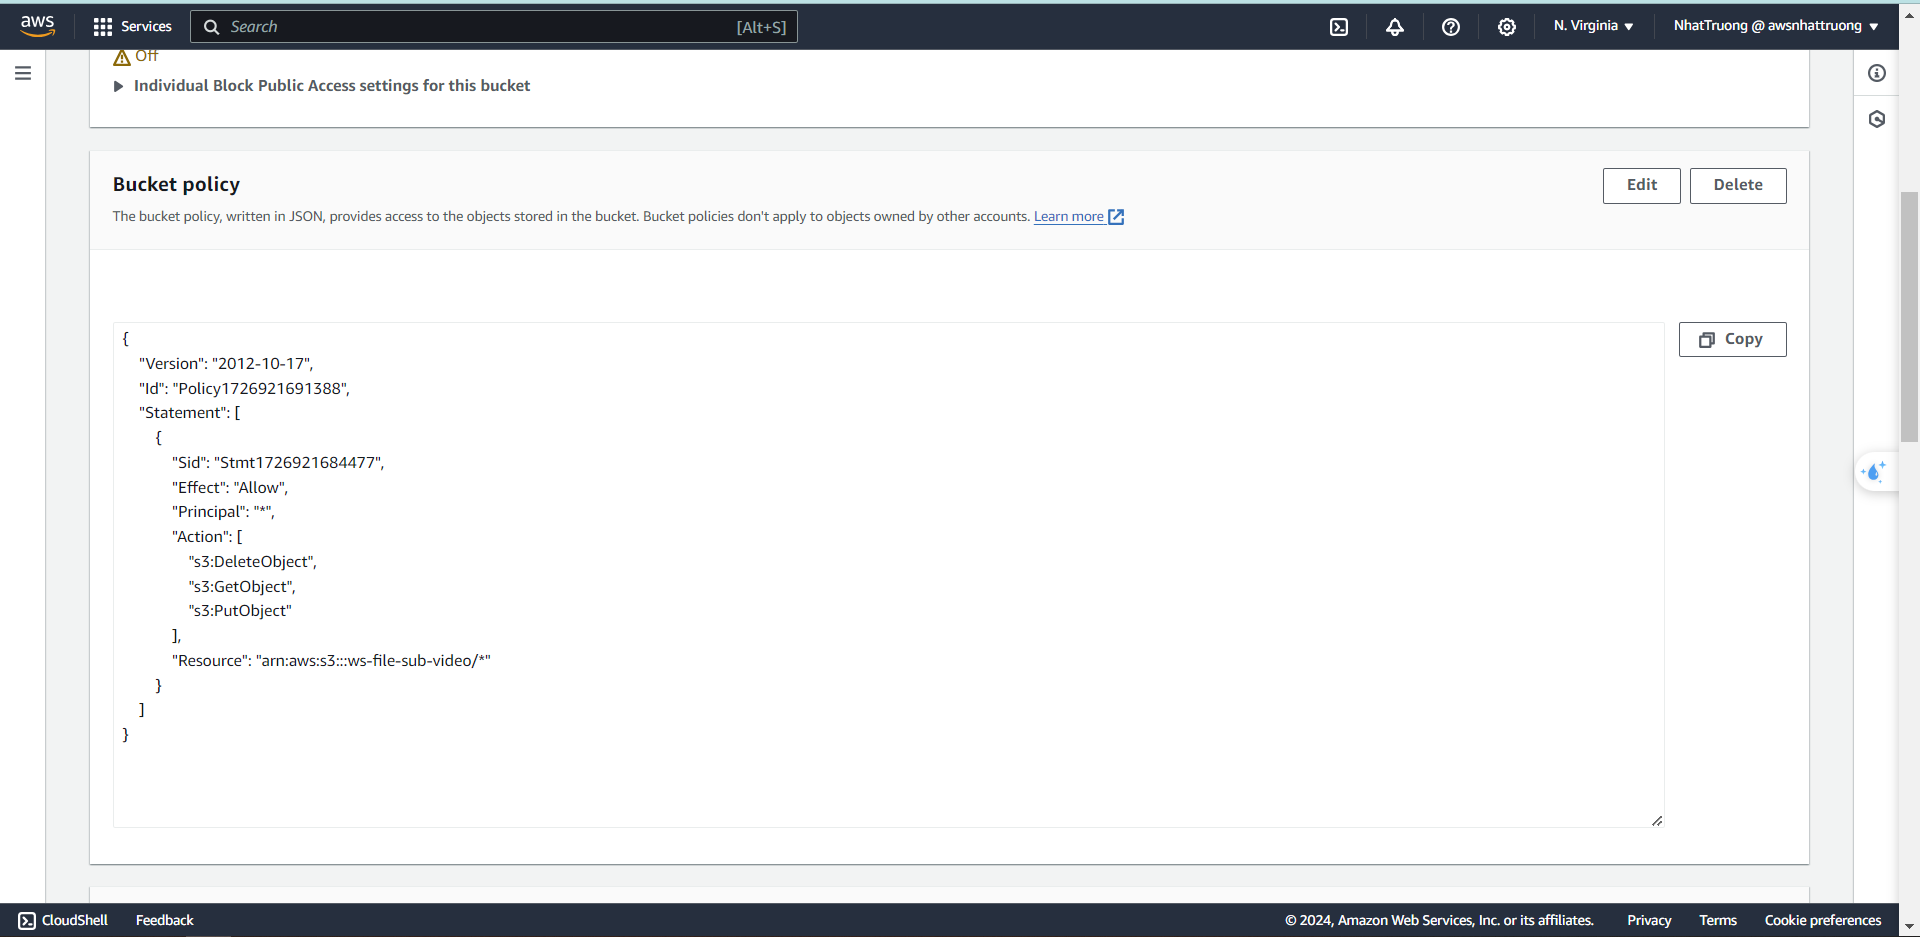 aws
Services
Search
[Alt+S]
N. Virginia
NhatTruong @ awsnhattruong
Off
Individual Block Public Access settings for this bucket
Bucket policy
Edit
Delete
The bucket policy, written in JSON, provides access to the objects stored in the bucket. Bucket policies don't apply to objects owned by other accounts. Learn more
Copy
{
"Version": "2012-10-17",
"Id": "Policy1726921691388",
"Statement": [
{
"Sid": "Stmt1726921684477",
"Effect": "Allow",
"Principal": "*",
"Action": [
"s3:DeleteObject",
"s3:GetObject",
"s3:PutObject"
],
"Resource": "arn:aws:s3:::ws-file-sub-video/*"
}
]
}
CloudShell
Feedback
© 2024, Amazon Web Services, Inc. or its affiliates.
Privacy
Terms
Cookie preferences